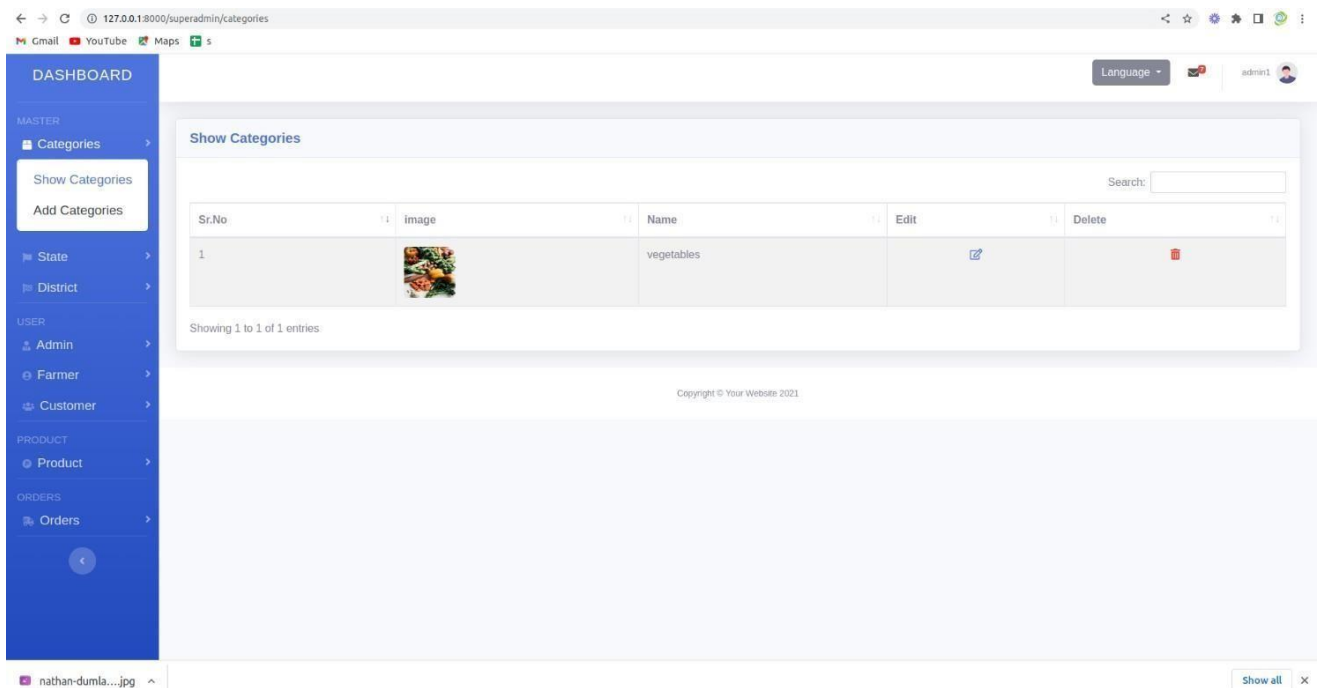 127.0.0.1:8000/superadmin/categories
Gmail YouTube Maps s
DASHBOARD
Language
7
admin1
MASTER
Categories
Show Categories
Add Categories
State
District
USER
Admin
Farmer
Customer
PRODUCT
Product
ORDERS
Orders
Show Categories
Search:
Sr.No image Name Edit Delete
1 vegetables
Showing 1 to 1 of 1 entries
Copyright © Your Website 2021
nathan-dumla....jpg
Show all